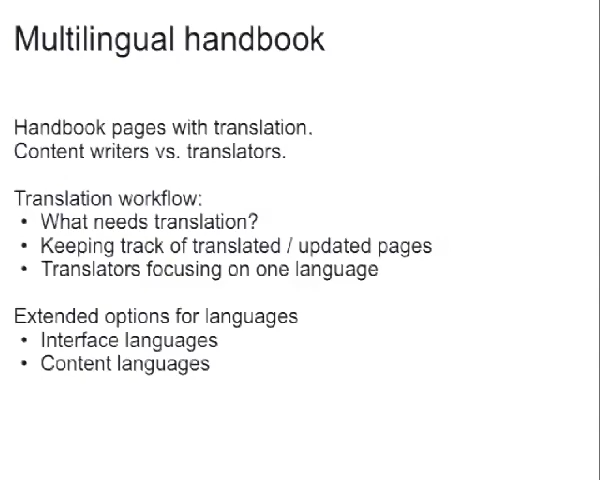 Multilingual handbook
Handbook pages with translation.
Content writers vs. translators.
Translation workflow:
• What needs translation?
• Keeping track of translated / updated pages
• Translators focusing on one language
Extended options for languages
• Interface languages
• Content languages